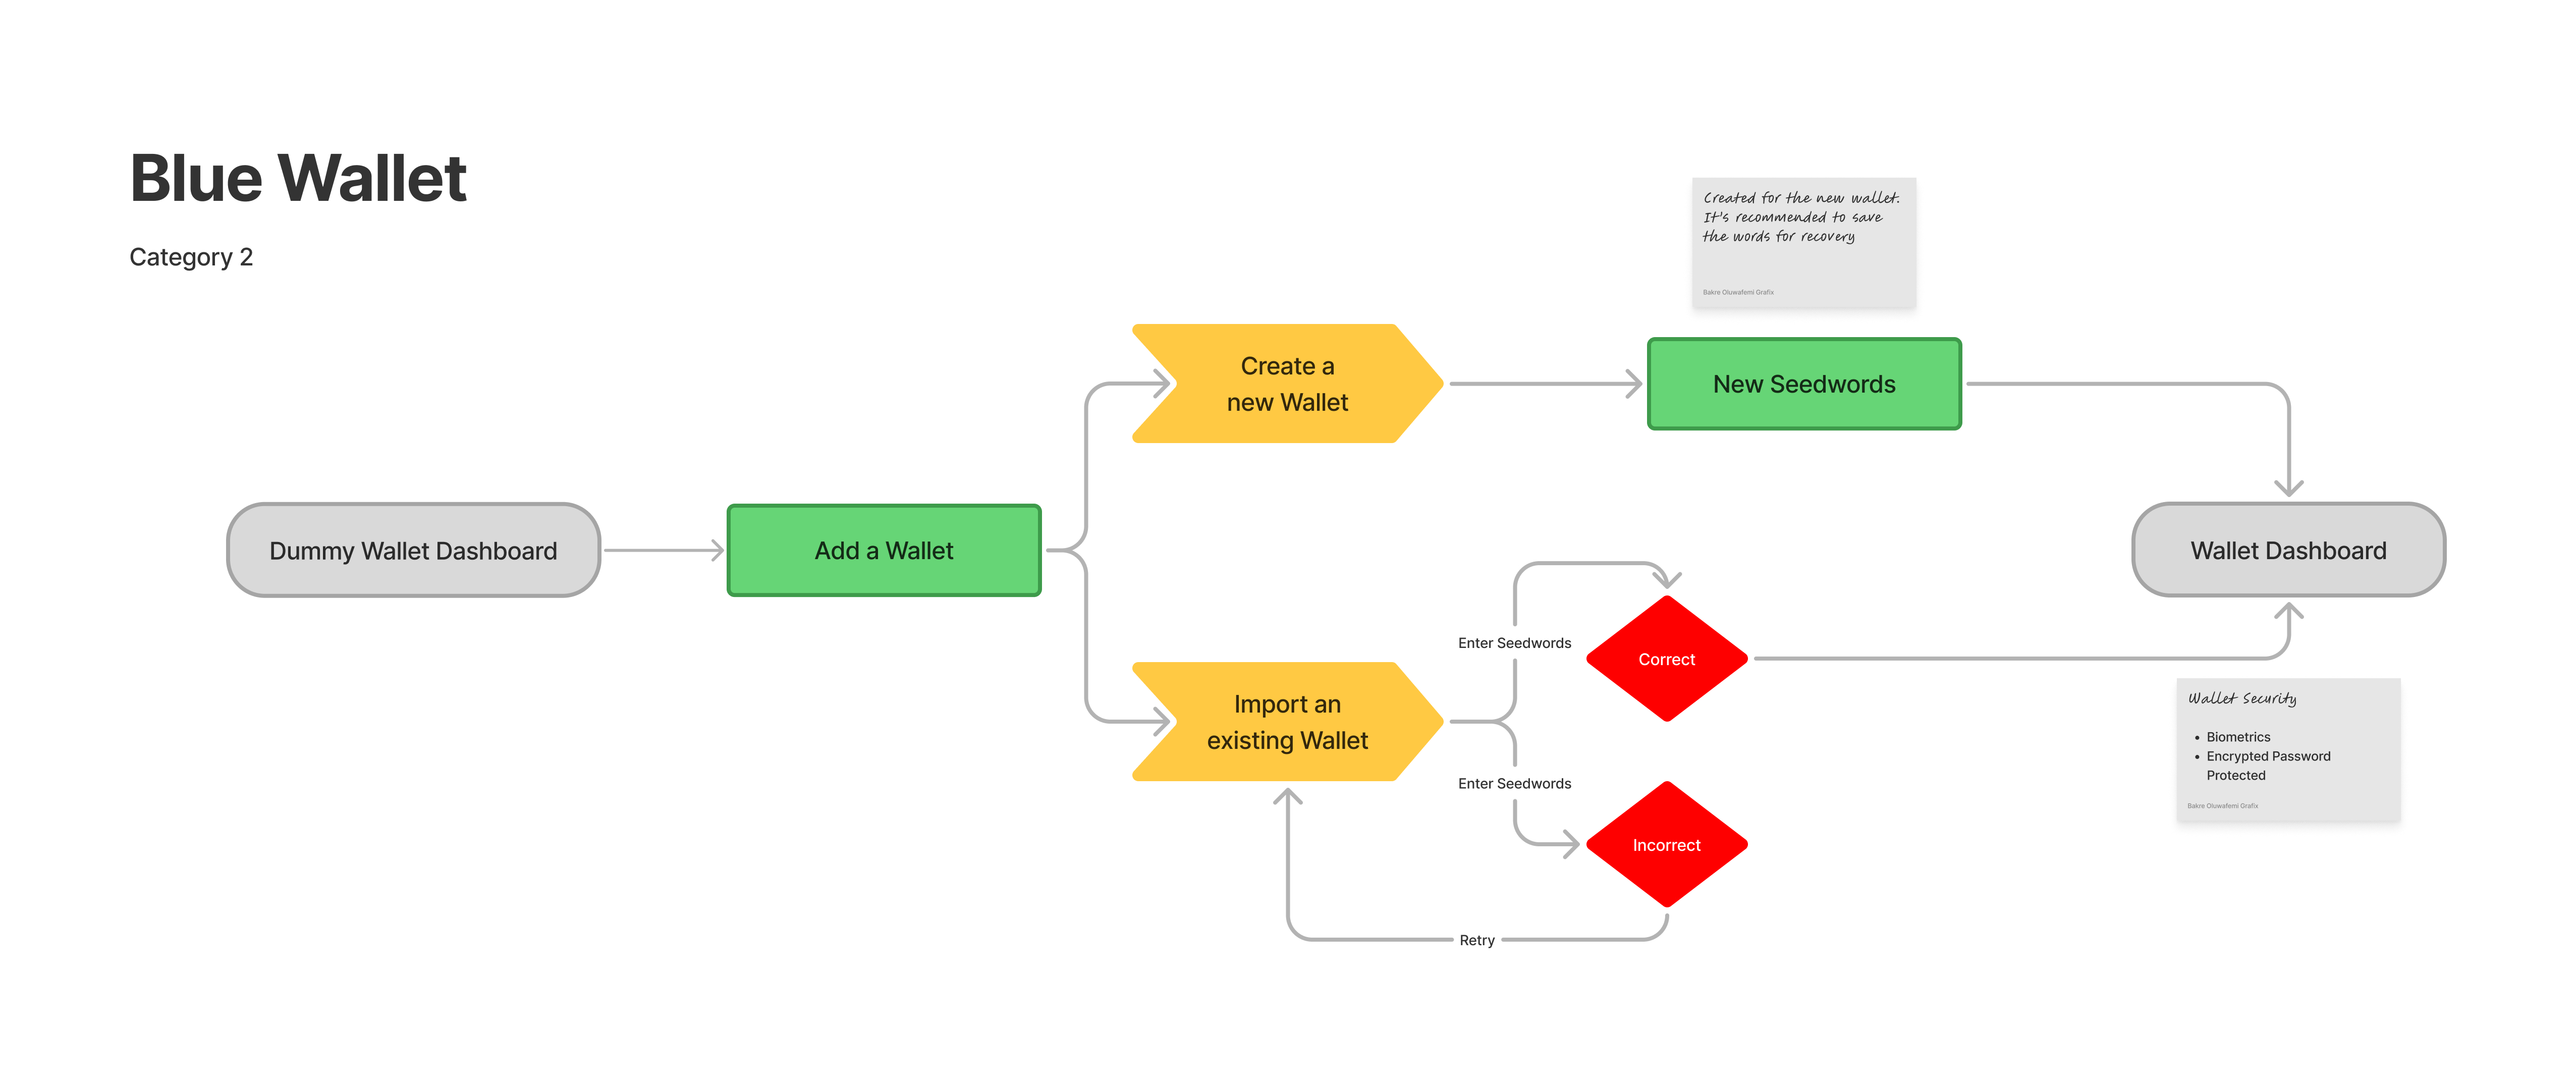 Blue Wallet
Category 2
Created for the new wallet.
It's recommended to save
the words for recovery
Bakre Oluwafemi Grafix
Create a
new Wallet
New Seedwords
Dummy Wallet Dashboard
Add a Wallet
Wallet Dashboard
Enter Seedwords
Correct
Import an
existing Wallet
Wallet Security
• Biometrics
• Encrypted Password
Protected
Bakre Oluwafemi Grafix
Enter Seedwords
Incorrect
Retry